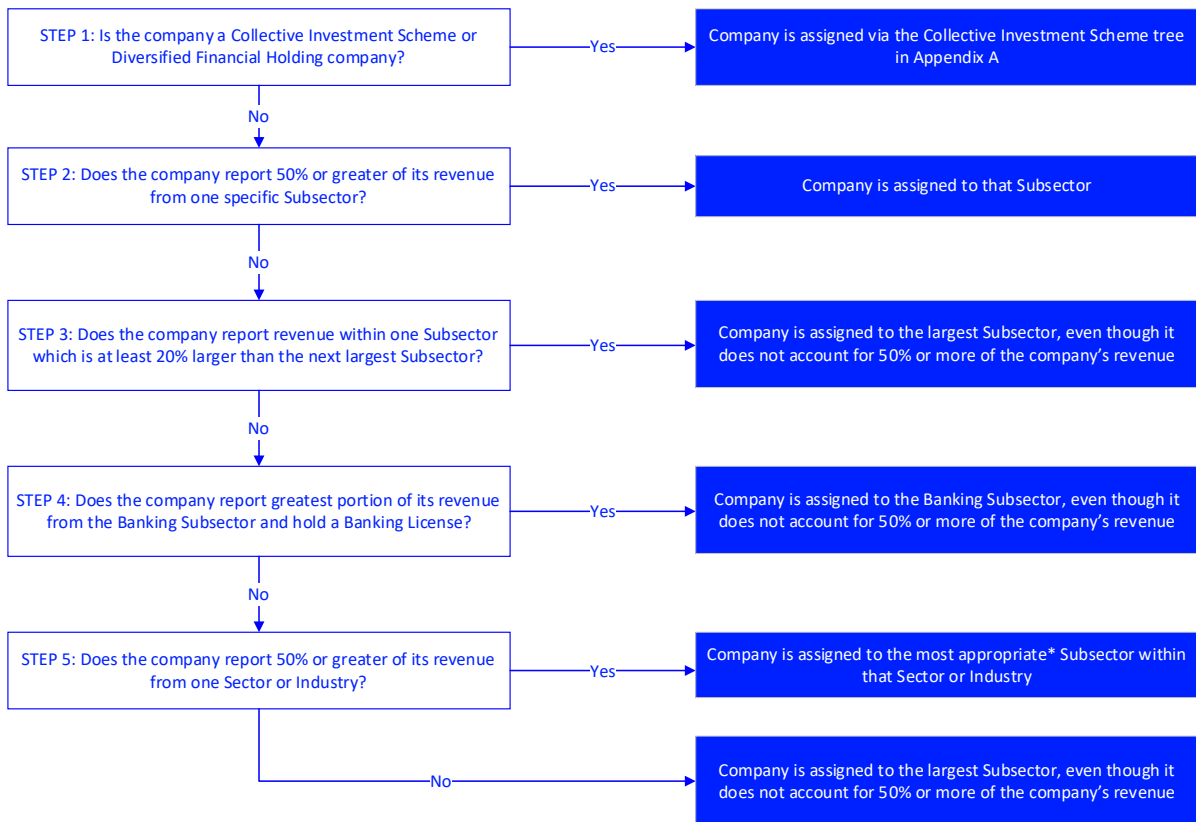 STEP 1: Is the company a Collective Investment Scheme or
Diversified Financial Holding company?
Yes
Company is assigned via the Collective Investment Scheme tree
in Appendix A
No
STEP 2: Does the company report 50% or greater of its revenue
from one specific Subsector?
Yes
Company is assigned to that Subsector
No
STEP 3: Does the company report revenue within one Subsector
which is at least 20% larger than the next largest Subsector?
Yes
Company is assigned to the largest Subsector, even though it
does not account for 50% or more of the company’s revenue
No
STEP 4: Does the company report greatest portion of its revenue
from the Banking Subsector and hold a Banking License?
Yes
Company is assigned to the Banking Subsector, even though it
does not account for 50% or more of the company’s revenue
No
STEP 5: Does the company report 50% or greater of its revenue
from one Sector or Industry?
Yes
Company is assigned to the most appropriate* Subsector within
that Sector or Industry
No
Company is assigned to the largest Subsector, even though it
does not account for 50% or more of the company’s revenue